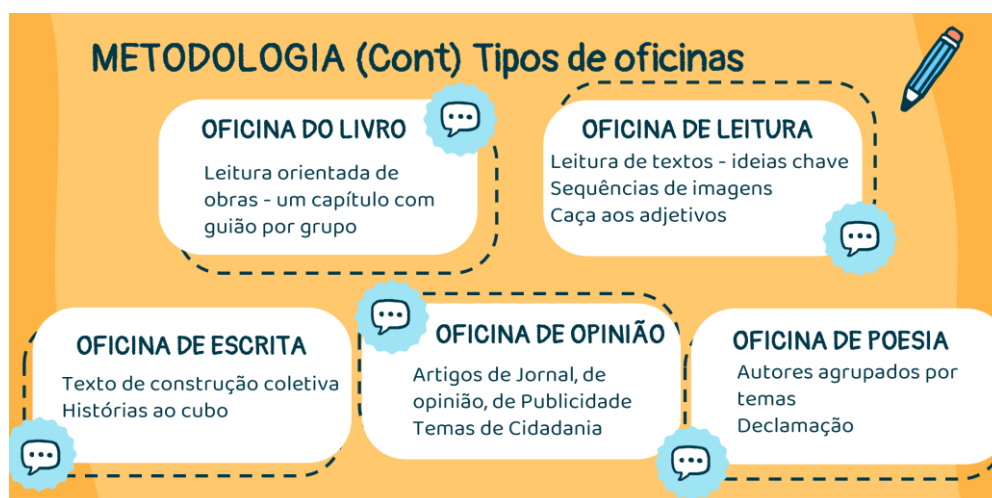 METODOLOGIA (Cont) Tipos de oficinas
OFICINA DO LIVRO
Leitura orientada de
obras - um capítulo com
guião por grupo
OFICINA DE LEITURA
Leitura de textos - ideias chave
Sequências de imagens
Caça aos adjetivos
OFICINA DE ESCRITA
Texto de construção coletiva
Histórias ao cubo
OFICINA DE OPINIÃO
Artigos de Jornal, de
opinião, de Publicidade
Temas de Cidadania
OFICINA DE POESIA
Autores agrupados por
temas
Declamação